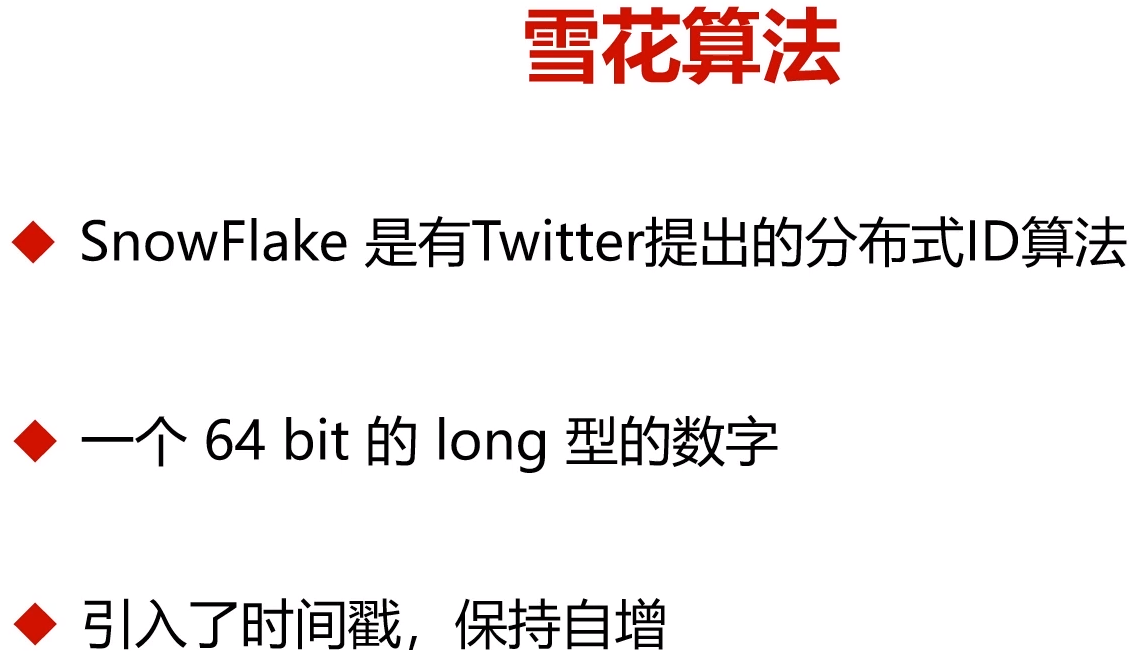 雪花算法
SnowFlake 是有Twitter提出的分布式ID算法
一个 64 bit 的 long 型的数字
引入了时间戳，保持自增